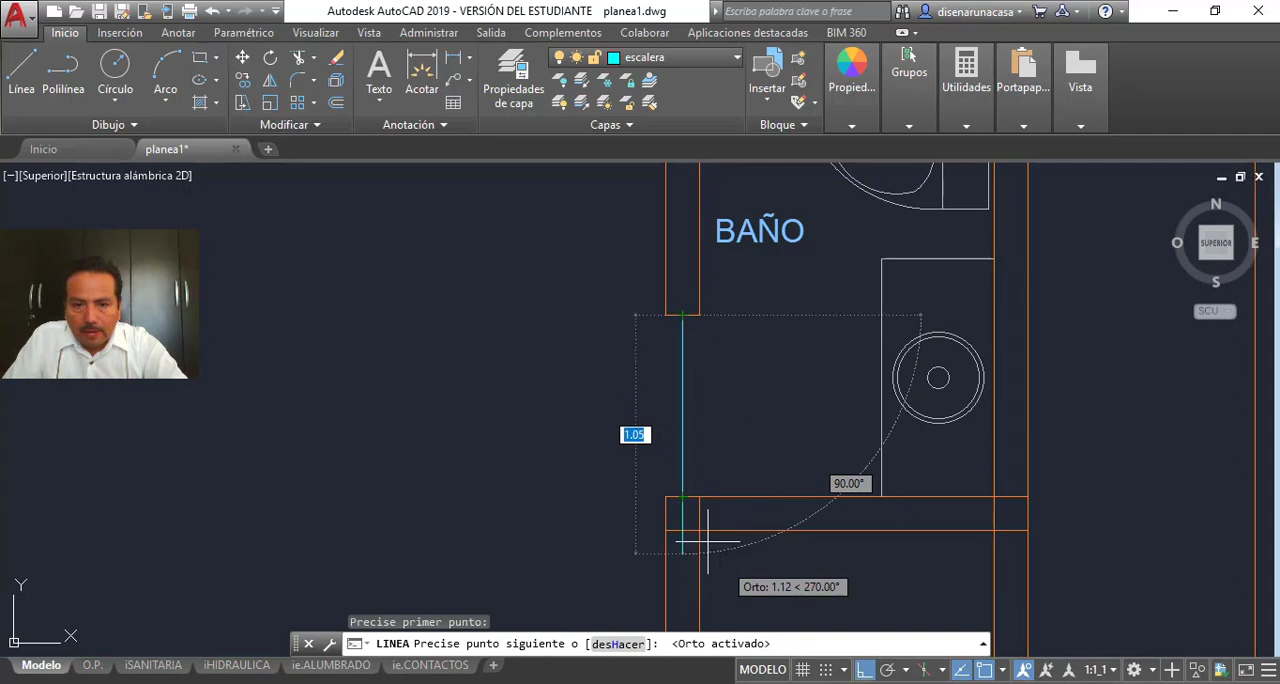 Autodesk AutoCAD 2019 - VERSIÓN DEL ESTUDIANTE planea1.dwg
Escriba palabra clave o frase
disenarunacasa
Inicio Inserción Anotar Paramétrico Visualizar Vista Administrar Salida Complementos Colaborar Aplicaciones destacadas BIM 360
escalera
Línea Polilínea Círculo Arco
Texto Acotar
Propiedades de capa
Insertar
Propied... Grupos Utilidades Portapap... Vista
Dibujo Modificar Anotación Capas Bloque
Inicio planea1*
[−][Superior][Estructura alámbrica 2D]
N
O SUPERIOR E
S
SCU
BAÑO
1.05
90.00°
Orto: 1.12 < 270.00°
Y
X
Precise primer punto:
LINEA Precise punto siguiente o [desHacer]: <Orto activado>
Modelo O.P. iSANITARIA iHIDRAULICA ie.ALUMBRADO ie.CONTACTOS
MODELO 1:1_1